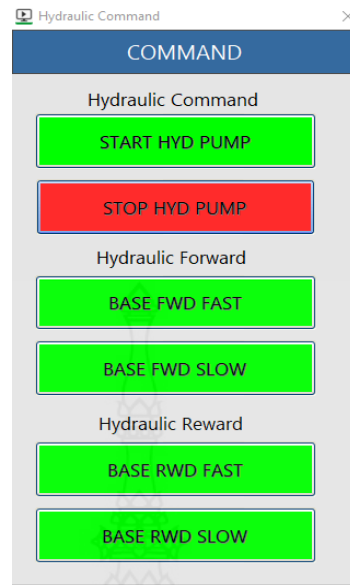 Hydraulic Command
COMMAND
Hydraulic Command
START HYD PUMP
STOP HYD PUMP
Hydraulic Forward
BASE FWD FAST
BASE FWD SLOW
Hydraulic Reward
BASE RWD FAST
BASE RWD SLOW